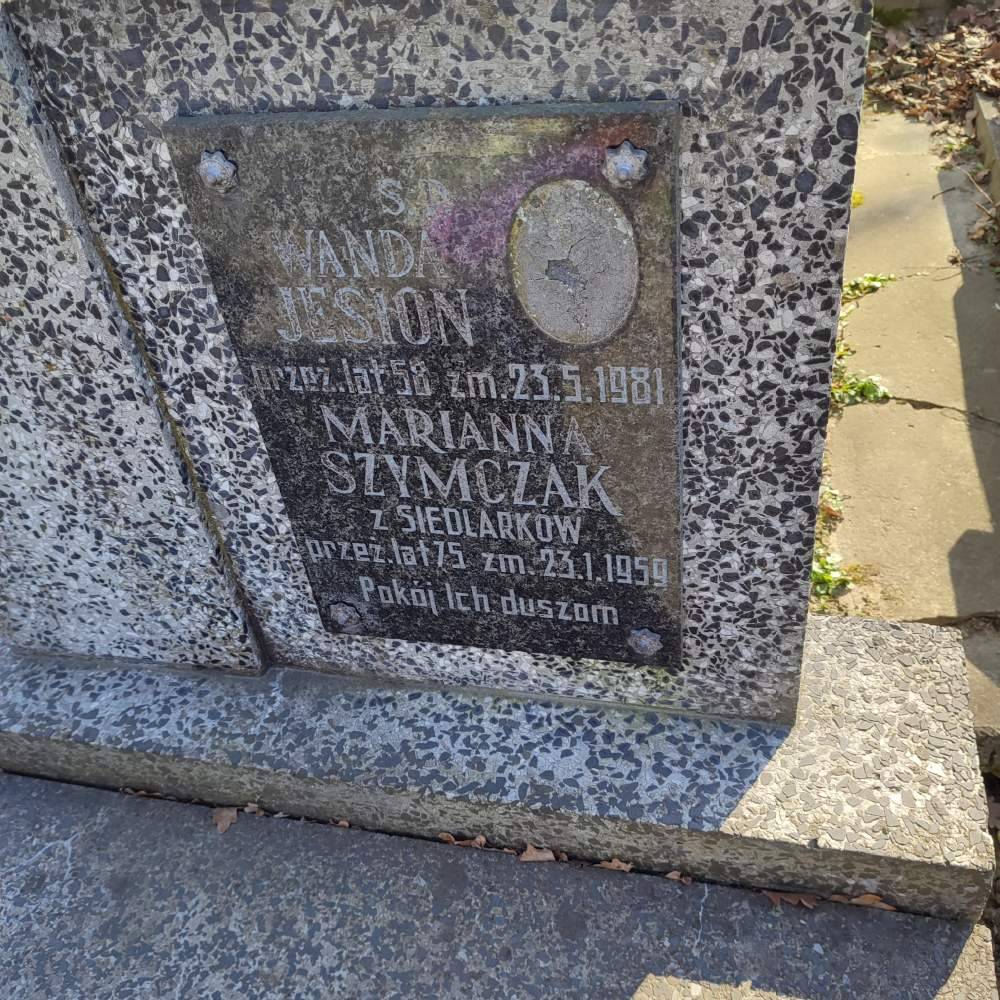 Ś.P.
WANDA
JESION
przeż.lat 58 zm. 23.5.1981
MARIANNA
SZYMCZAK
Z SIEDLARKÓW
przeż.lat 75 zm. 23.1.1959
Pokój Ich duszom